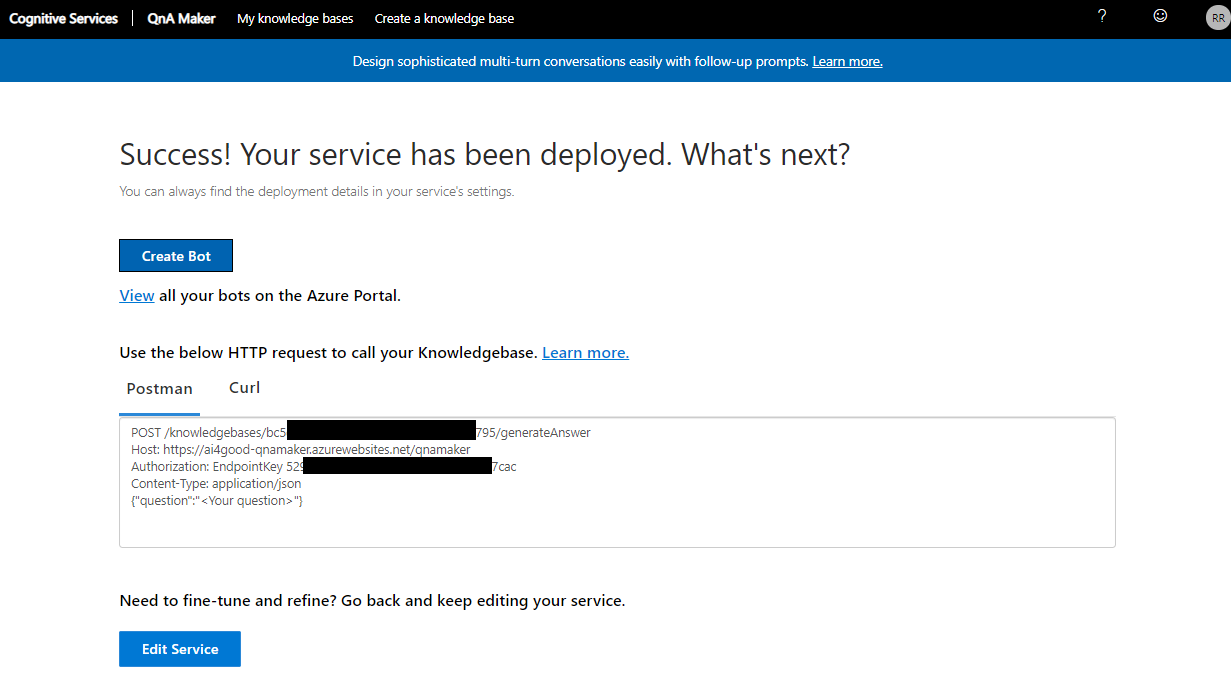 Cognitive Services | QnA Maker My knowledge bases Create a knowledge base ? RR
Design sophisticated multi-turn conversations easily with follow-up prompts. Learn more.
Success! Your service has been deployed. What's next?
You can always find the deployment details in your service's settings.
Create Bot
View all your bots on the Azure Portal.
Use the below HTTP request to call your Knowledgebase. Learn more.
Postman Curl
POST /knowledgebases/bc5 795/generateAnswer
Host: https://ai4good-qnamaker.azurewebsites.net/qnamaker
Authorization: EndpointKey 529 7cac
Content-Type: application/json
{"question":"<Your question>"}
Need to fine-tune and refine? Go back and keep editing your service.
Edit Service